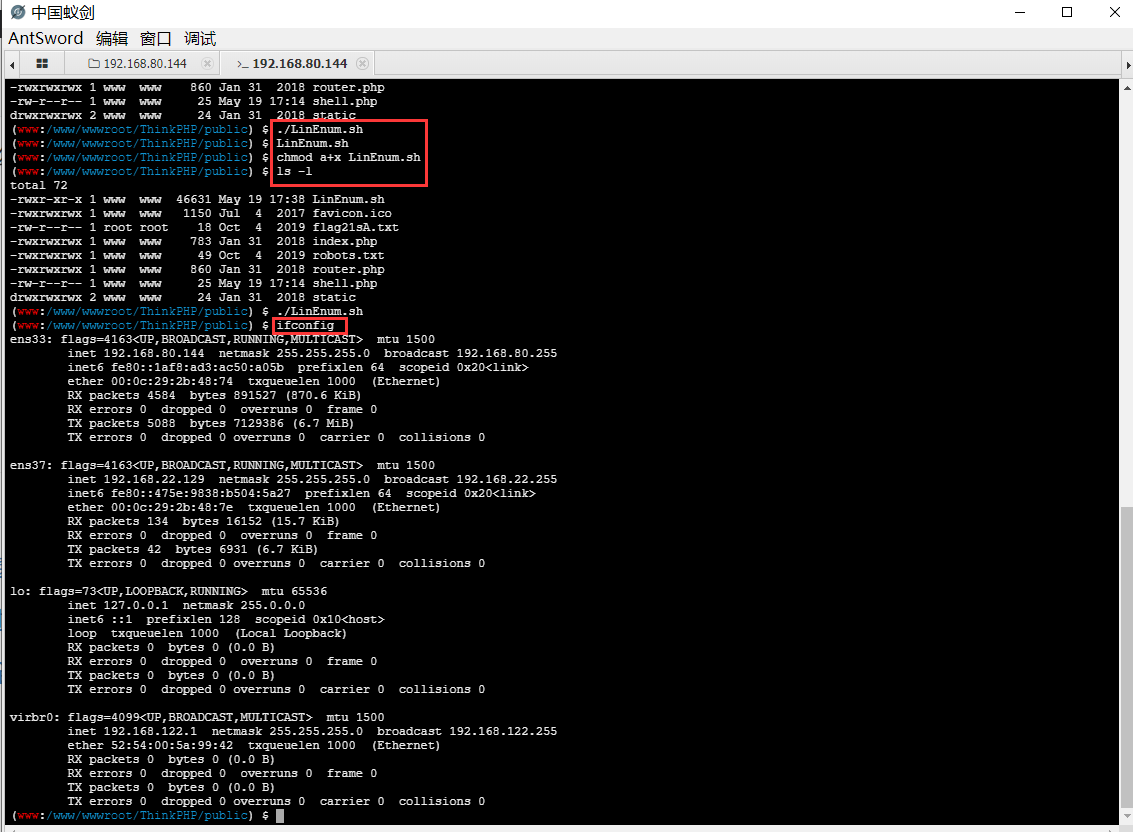 中国蚁剑
AntSword 编辑 窗口 调试
192.168.80.144 >_ 192.168.80.144
-rwxrwxrwx 1 www www 860 Jan 31 2018 router.php
-rw-r--r-- 1 www www 25 May 19 17:14 shell.php
drwxrwxrwx 2 www www 24 Jan 31 2018 static
(www:/www/wwwroot/ThinkPHP/public) $ ./LinEnum.sh
(www:/www/wwwroot/ThinkPHP/public) $ LinEnum.sh
(www:/www/wwwroot/ThinkPHP/public) $ chmod a+x LinEnum.sh
(www:/www/wwwroot/ThinkPHP/public) $ ls -l
total 72
-rwxr-xr-x 1 www www 46631 May 19 17:38 LinEnum.sh
-rwxrwxrwx 1 www www 1150 Jul 4 2017 favicon.ico
-rw-r--r-- 1 root root 18 Oct 4 2019 flag21sA.txt
-rwxrwxrwx 1 www www 783 Jan 31 2018 index.php
-rwxrwxrwx 1 www www 49 Oct 4 2019 robots.txt
-rwxrwxrwx 1 www www 860 Jan 31 2018 router.php
-rw-r--r-- 1 www www 25 May 19 17:14 shell.php
drwxrwxrwx 2 www www 24 Jan 31 2018 static
(www:/www/wwwroot/ThinkPHP/public) $ ./LinEnum.sh
(www:/www/wwwroot/ThinkPHP/public) $ ifconfig
ens33: flags=4163<UP,BROADCAST,RUNNING,MULTICAST> mtu 1500
inet 192.168.80.144 netmask 255.255.255.0 broadcast 192.168.80.255
inet6 fe80::1af8:ad3:ac50:a05b prefixlen 64 scopeid 0x20<link>
ether 00:0c:29:2b:48:74 txqueuelen 1000 (Ethernet)
RX packets 4584 bytes 891527 (870.6 KiB)
RX errors 0 dropped 0 overruns 0 frame 0
TX packets 5088 bytes 7129386 (6.7 MiB)
TX errors 0 dropped 0 overruns 0 carrier 0 collisions 0
ens37: flags=4163<UP,BROADCAST,RUNNING,MULTICAST> mtu 1500
inet 192.168.22.129 netmask 255.255.255.0 broadcast 192.168.22.255
inet6 fe80::475e:9838:b504:5a27 prefixlen 64 scopeid 0x20<link>
ether 00:0c:29:2b:48:7e txqueuelen 1000 (Ethernet)
RX packets 134 bytes 16152 (15.7 KiB)
RX errors 0 dropped 0 overruns 0 frame 0
TX packets 42 bytes 6931 (6.7 KiB)
TX errors 0 dropped 0 overruns 0 carrier 0 collisions 0
lo: flags=73<UP,LOOPBACK,RUNNING> mtu 65536
inet 127.0.0.1 netmask 255.0.0.0
inet6 ::1 prefixlen 128 scopeid 0x10<host>
loop txqueuelen 1000 (Local Loopback)
RX packets 0 bytes 0 (0.0 B)
RX errors 0 dropped 0 overruns 0 frame 0
TX packets 0 bytes 0 (0.0 B)
TX errors 0 dropped 0 overruns 0 carrier 0 collisions 0
virbr0: flags=4099<UP,BROADCAST,MULTICAST> mtu 1500
inet 192.168.122.1 netmask 255.255.255.0 broadcast 192.168.122.255
ether 52:54:00:5a:99:42 txqueuelen 1000 (Ethernet)
RX packets 0 bytes 0 (0.0 B)
RX errors 0 dropped 0 overruns 0 frame 0
TX packets 0 bytes 0 (0.0 B)
TX errors 0 dropped 0 overruns 0 carrier 0 collisions 0
(www:/www/wwwroot/ThinkPHP/public) $